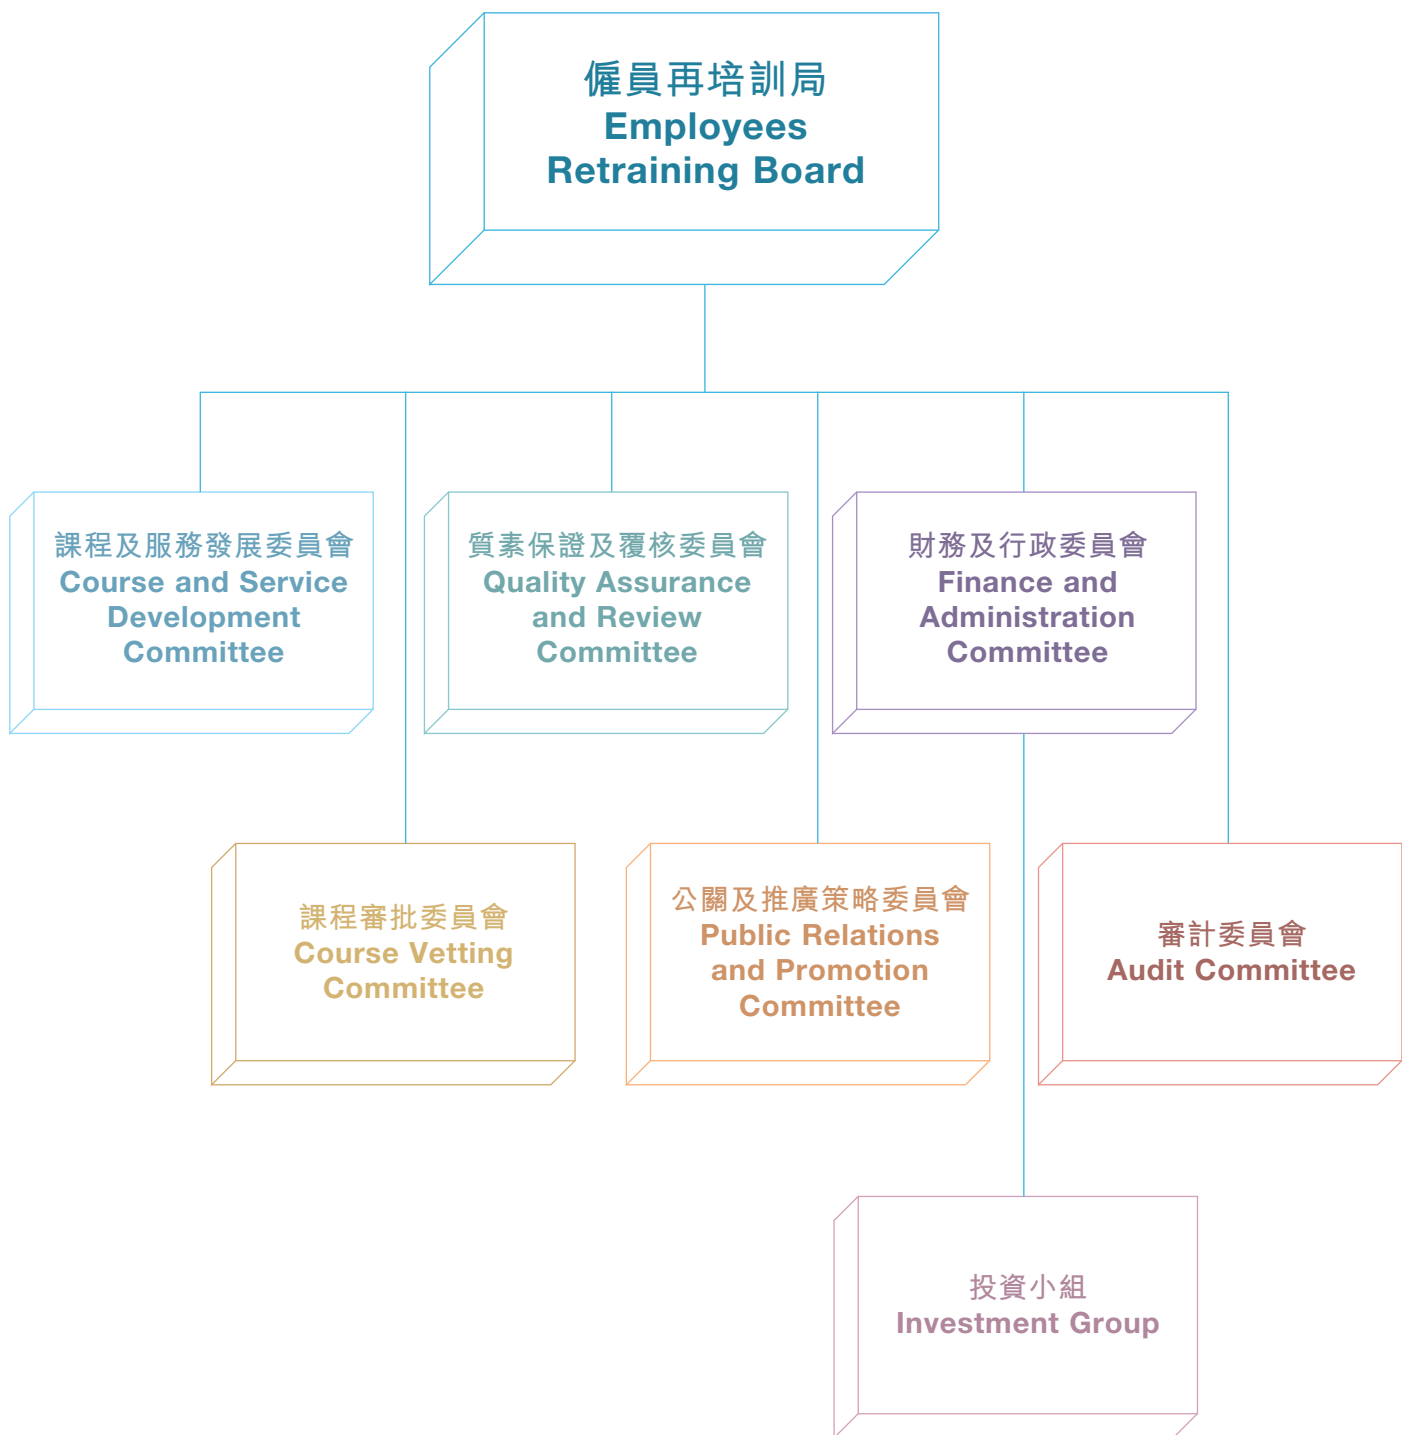 僱員再培訓局
Employees
Retraining Board
課程及服務發展委員會
Course and Service
Development
Committee
質素保證及覆核委員會
Quality Assurance
and Review
Committee
財務及行政委員會
Finance and
Administration
Committee
課程審批委員會
Course Vetting
Committee
公關及推廣策略委員會
Public Relations
and Promotion
Committee
審計委員會
Audit Committee
投資小組
Investment Group